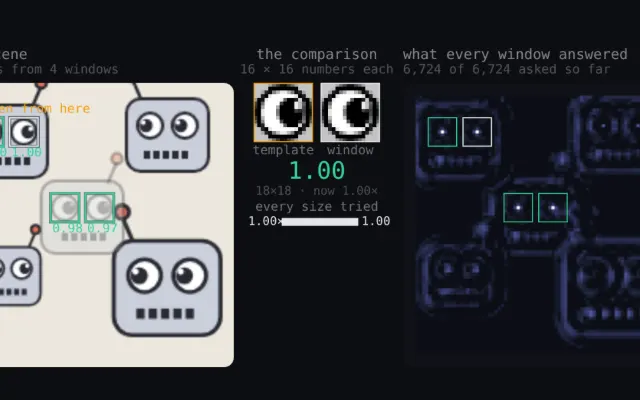 ene
the comparison
what every window answered
s from 4 windows
16 × 16 numbers each
6,724 of 6,724 asked so far
en from here
1.00
template window
1.00
18×18 · now 1.00×
every size tried
1.00×
1.00
0.98 0.97